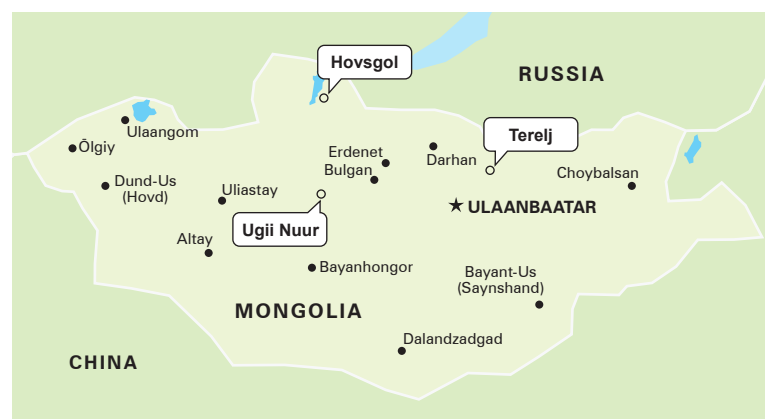 Hovsgol
RUSSIA
Ulaangom
Terelj
Ōlgiy
Erdenet
Darhan
Bulgan
Choybalsan
Dund-Us
(Hovd)
Uliastay
ULAANBAATAR
Ugii Nuur
Altay
Bayanhongor
Bayant-Us
(Saynshand)
MONGOLIA
Dalandzadgad
CHINA